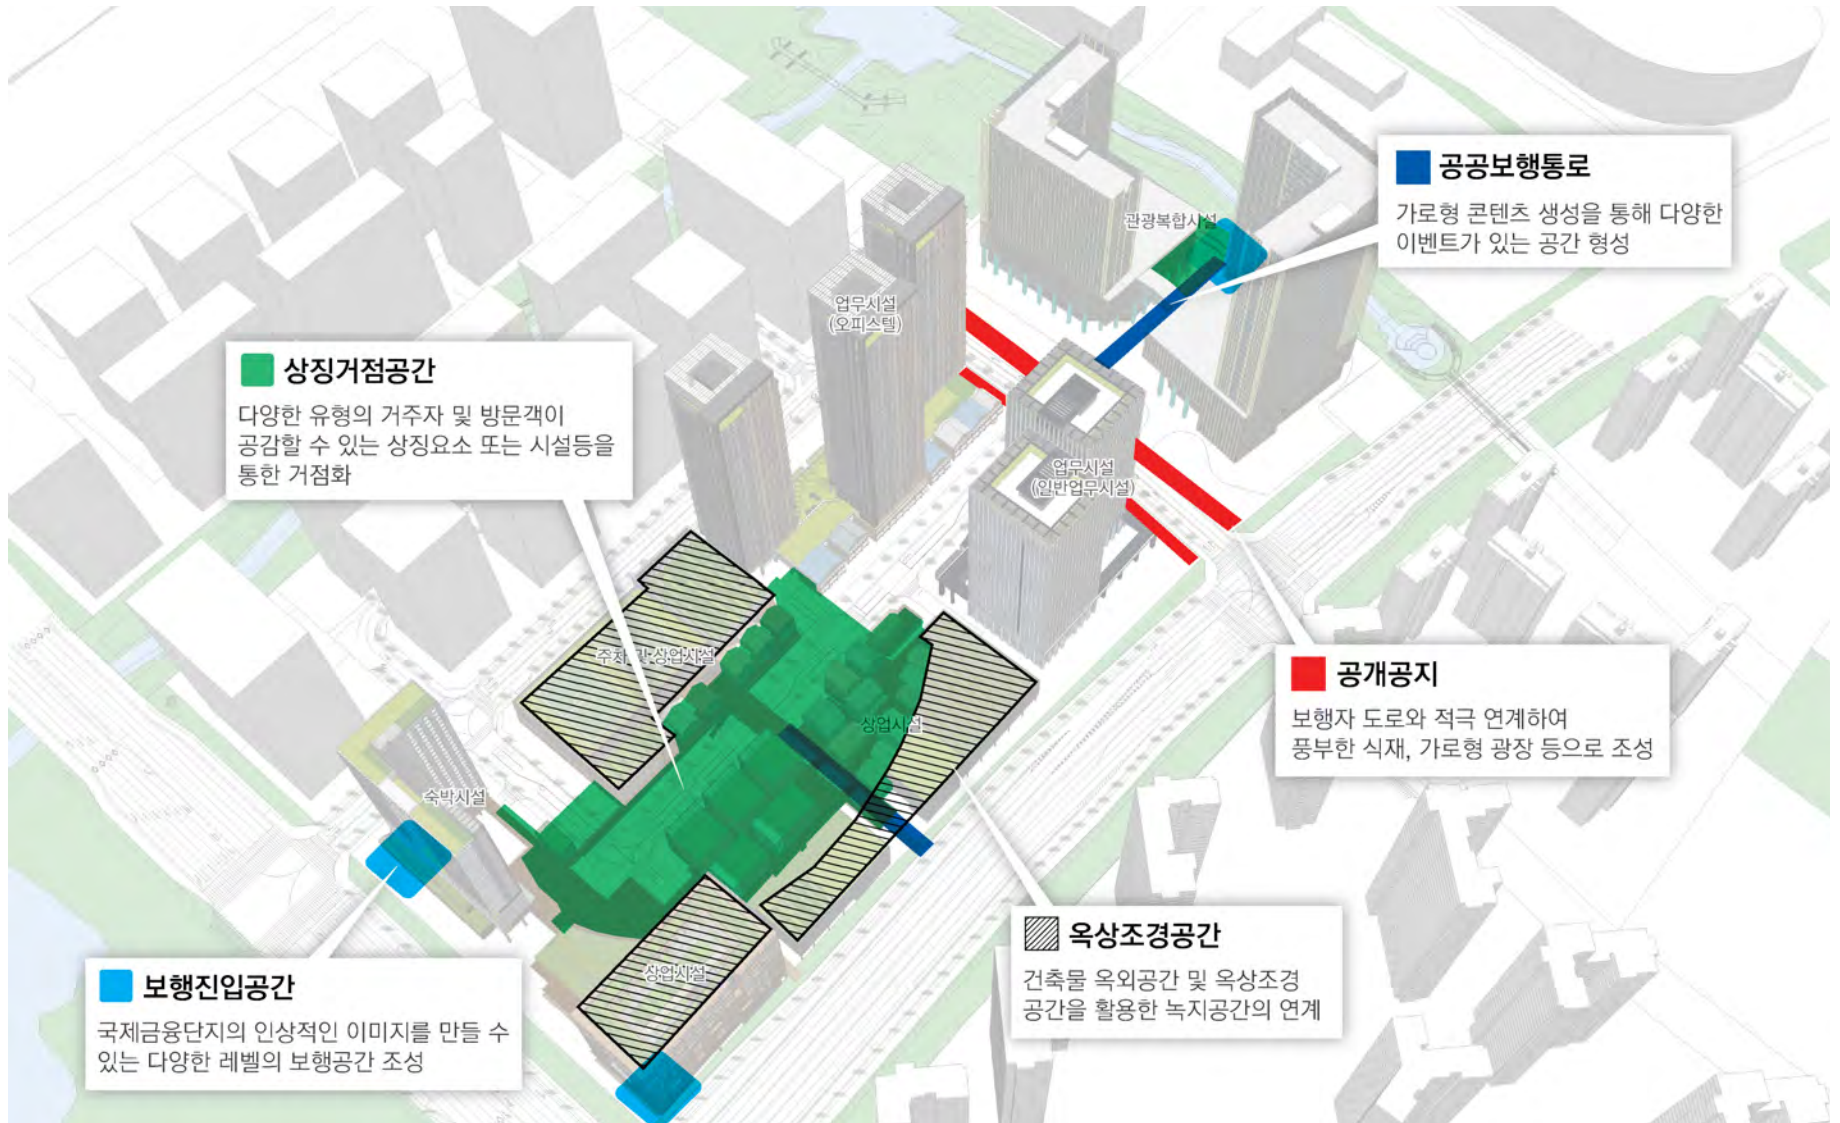 공공보행통로
가로형 콘텐츠 생성을 통해 다양한
이벤트가 있는 공간 형성
관광복합시설
업무시설
(오피스텔)
상징거점공간
다양한 유형의 거주자 및 방문객이
공감할 수 있는 상징요소 또는 시설등을
통한 거점화
업무시설
(일반업무시설)
주차 및 상업시설
공개공지
보행자 도로와 적극 연계하여
풍부한 식재, 가로형 광장 등으로 조성
상업시설
숙박시설
옥상조경공간
건축물 옥외공간 및 옥상조경
공간을 활용한 녹지공간의 연계
상업시설
보행진입공간
국제금융단지의 인상적인 이미지를 만들 수
있는 다양한 레벨의 보행공간 조성